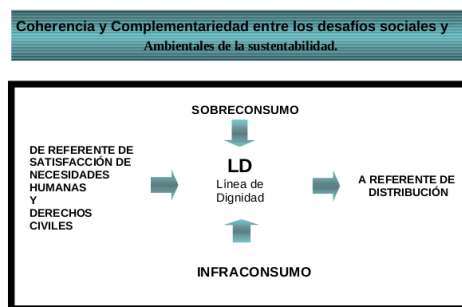 Coherencia y Complementariedad entre los desafíos sociales y
Ambientales de la sustentabilidad.
SOBRECONSUMO
DE REFERENTE DE
SATISFACCIÓN DE
NECESIDADES
HUMANAS
Y
DERECHOS
CIVILES
LD
Línea de
Dignidad
A REFERENTE DE
DISTRIBUCIÓN
INFRACONSUMO